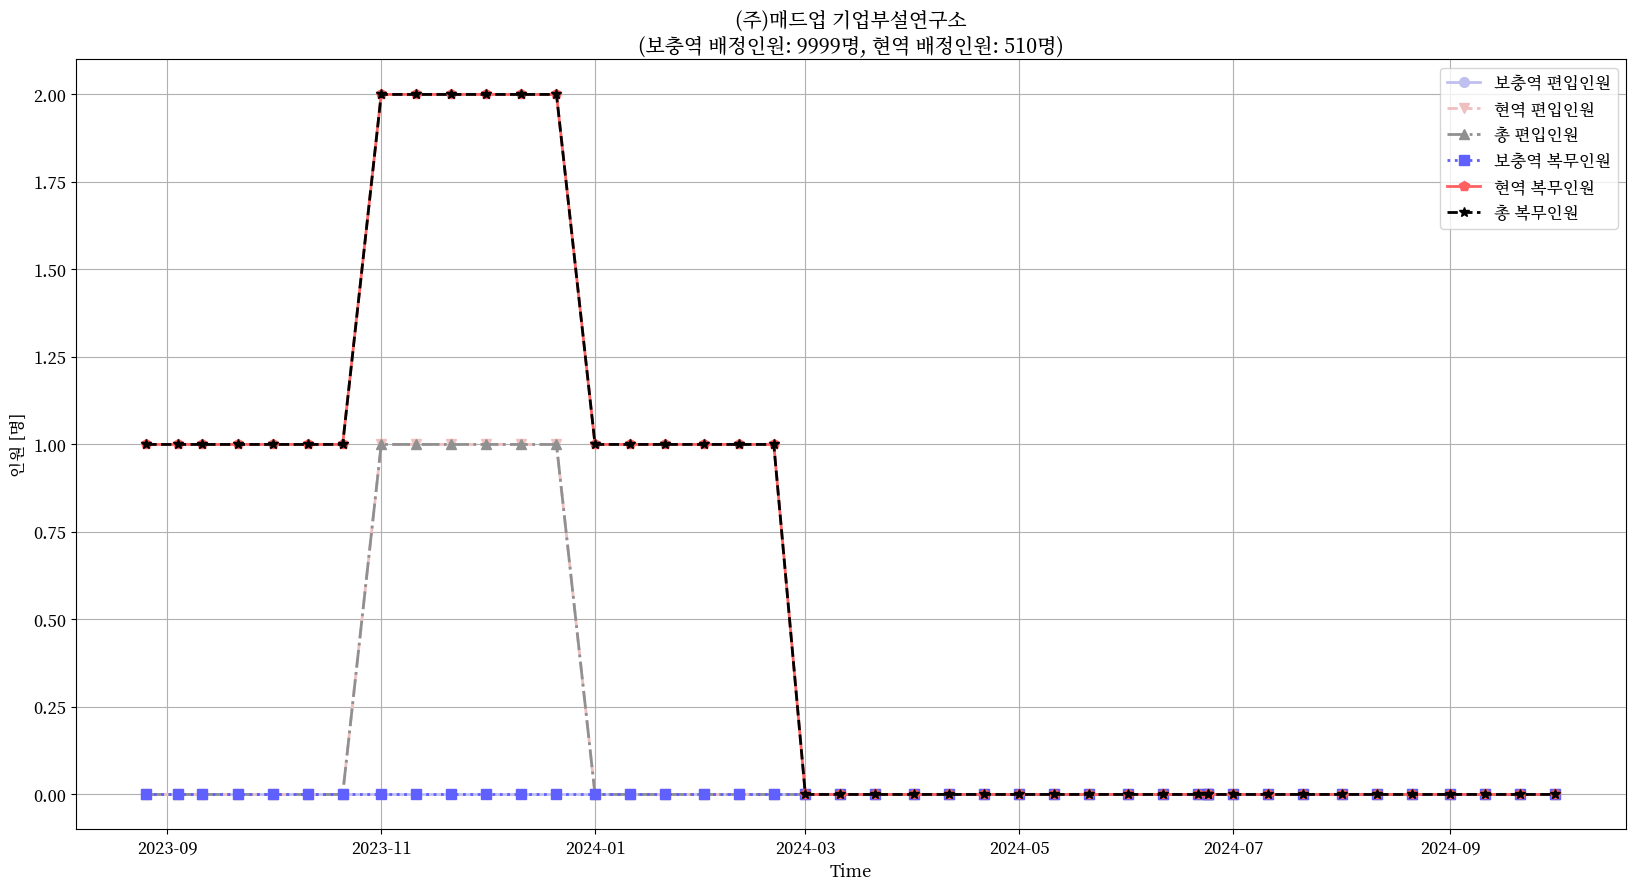 (주)매드업 기업부설연구소
(보충역 배정인원: 9999명, 현역 배정인원: 510명)
보충역 편입인원
현역 편입인원
총 편입인원
보충역 복무인원
현역 복무인원
총 복무인원
2.00
1.75
1.50
1.25
1.00
0.75
0.50
0.25
0.00
인원 [명]
2023-09
2023-11
2024-01
2024-03
2024-05
2024-07
2024-09
Time